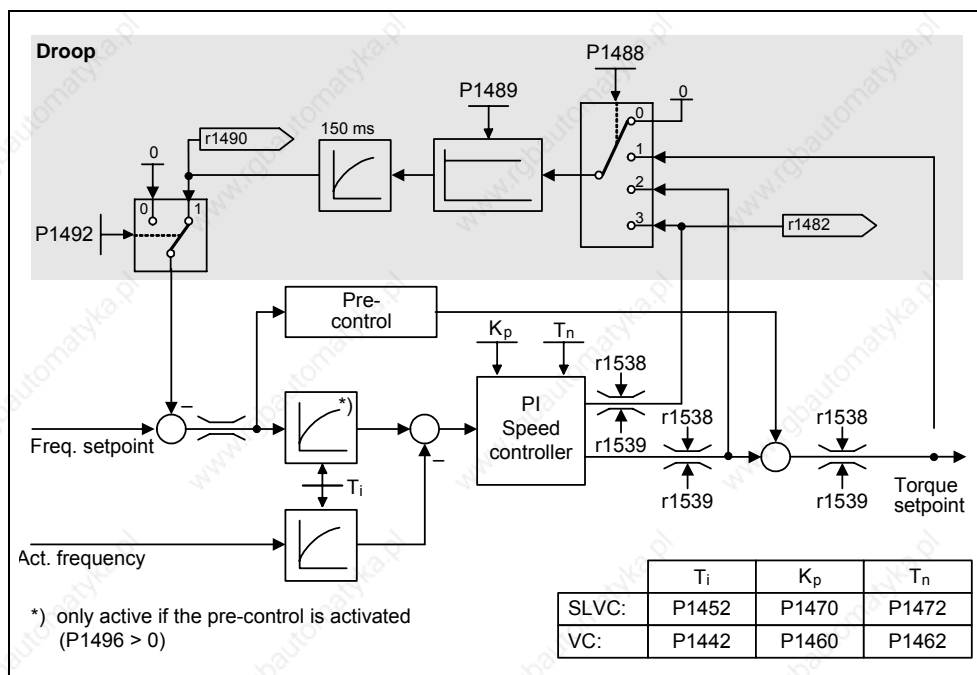 Droop
P1488
P1489
0
r1490
150 ms
0
1
2
3
0
0
1
P1492
r1482
Pre-
control
Kp
Tn
r1538
*)
PI
Speed
controller
r1538
r1538
–
Freq. setpoint
r1539
–
Ti
r1539
r1539
Torque
setpoint
Act. frequency
Ti Kp Tn
SLVC: P1452 P1470 P1472
VC: P1442 P1460 P1462
*) only active if the pre-control is activated
(P1496 > 0)
www.rgbautomatyka.pl